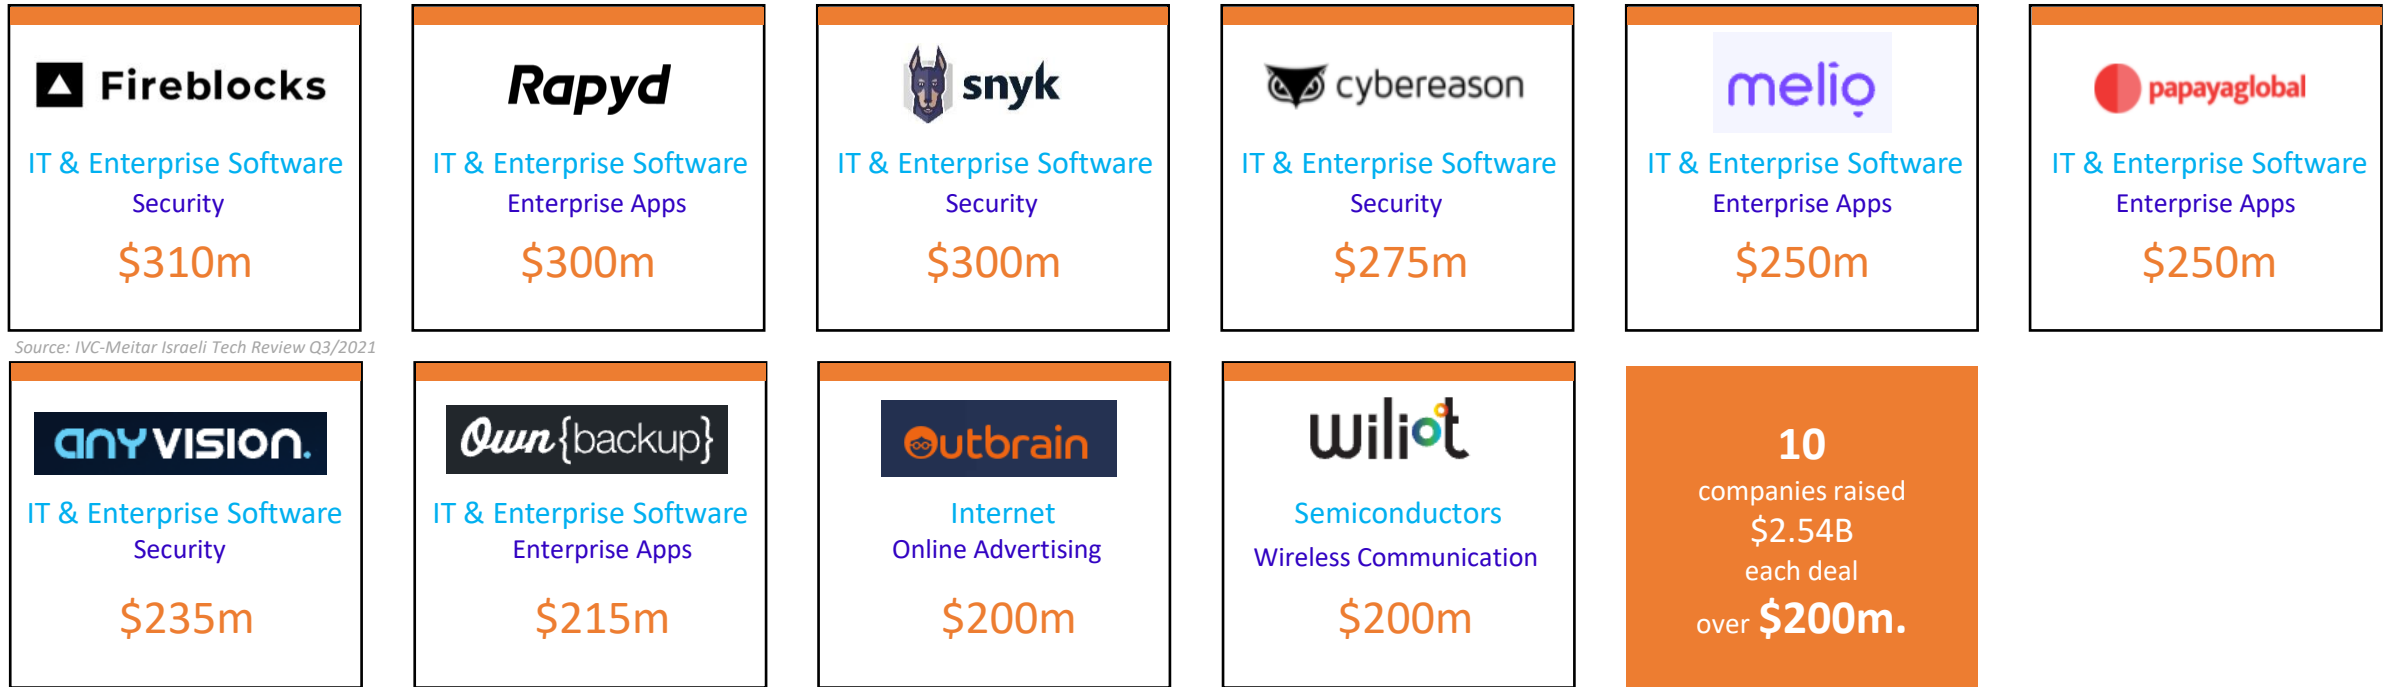 Fireblocks
IT & Enterprise Software
Security
$310m
Rapyd
IT & Enterprise Software
Enterprise Apps
$300m
snyk
IT & Enterprise Software
Security
$300m
cybereason
IT & Enterprise Software
Security
$275m
melio
IT & Enterprise Software
Enterprise Apps
$250m
papayaglobal
IT & Enterprise Software
Enterprise Apps
$250m
Source: IVC-Meitar Israeli Tech Review Q3/2021
anyvision.
IT & Enterprise Software
Security
$235m
Own{backup}
IT & Enterprise Software
Enterprise Apps
$215m
Outbrain
Internet
Online Advertising
$200m
wiliot
Semiconductors
Wireless Communication
$200m
10
companies raised
$2.54B
each deal
over $200m.